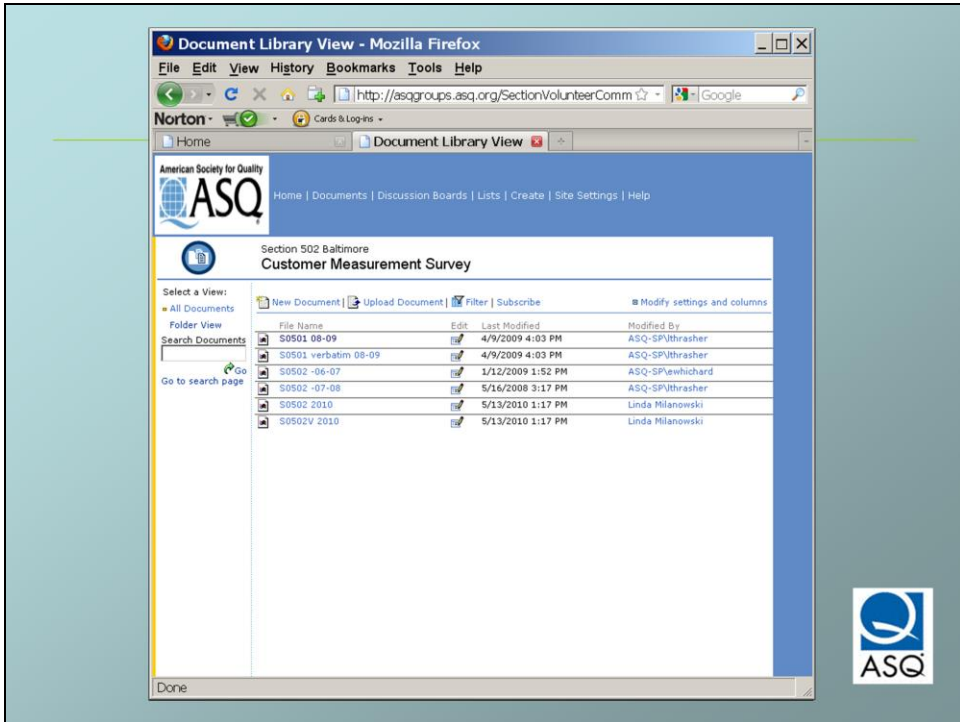 Document Library View - Mozilla Firefox
File Edit View History Bookmarks Tools Help
http://asqgroups.asq.org/SectionVolunteerComm Google
Norton Cards & Log-ins
Home Document Library View
American Society for Quality
ASQ
Home | Documents | Discussion Boards | Lists | Create | Site Settings | Help
Section 502 Baltimore
Customer Measurement Survey
Select a View:
All Documents
Folder View
Search Documents
Go
Go to search page
New Document | Upload Document | Filter | Subscribe Modify settings and columns
File Name Edit Last Modified Modified By
S0501 08-09 4/9/2009 4:03 PM ASQ-SP\lthrasher
S0501 verbatim 08-09 4/9/2009 4:03 PM ASQ-SP\lthrasher
S0502 -06-07 1/12/2009 1:52 PM ASQ-SP\ewhichard
S0502 -07-08 5/16/2008 3:17 PM ASQ-SP\lthrasher
S0502 2010 5/13/2010 1:17 PM Linda Milanowski
S0502V 2010 5/13/2010 1:17 PM Linda Milanowski
Done
ASQ